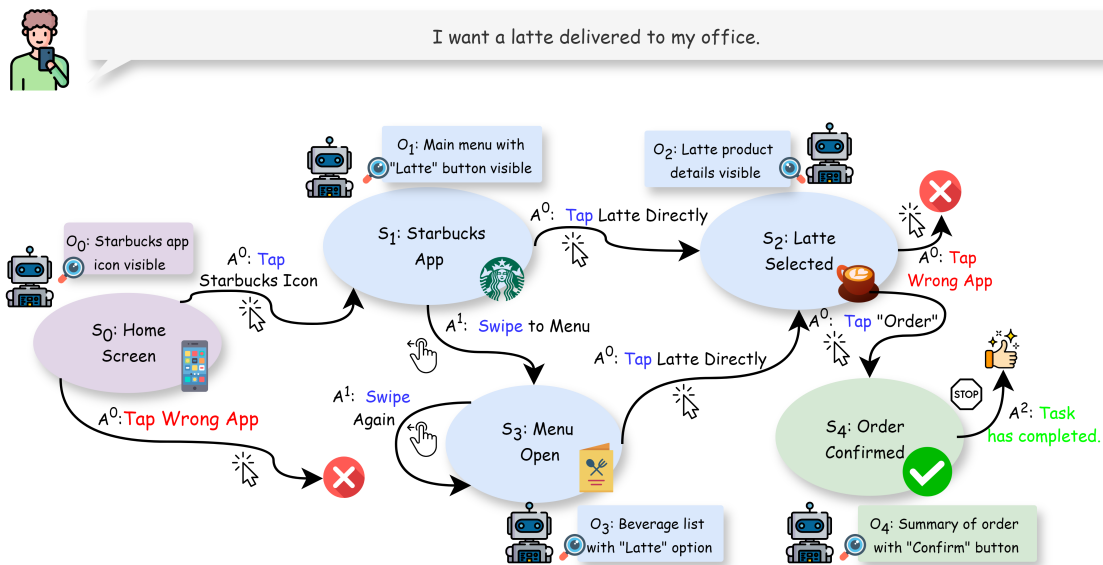 I want a latte delivered to my office.
O1: Main menu with
"Latte" button visible
O2: Latte product
details visible
O0: Starbucks app
icon visible
A0: Tap
Starbucks Icon
S1: Starbucks
App
A0: Tap Latte Directly
S2: Latte
Selected
A0: Tap
Wrong App
S0: Home
Screen
A1: Swipe to Menu
A0: Tap "Order"
A0: Tap Latte Directly
A0:Tap Wrong App
A1: Swipe
Again
S3: Menu
Open
STOP
A2: Task
has completed.
S4: Order
Confirmed
O3: Beverage list
with "Latte" option
O4: Summary of order
with "Confirm" button